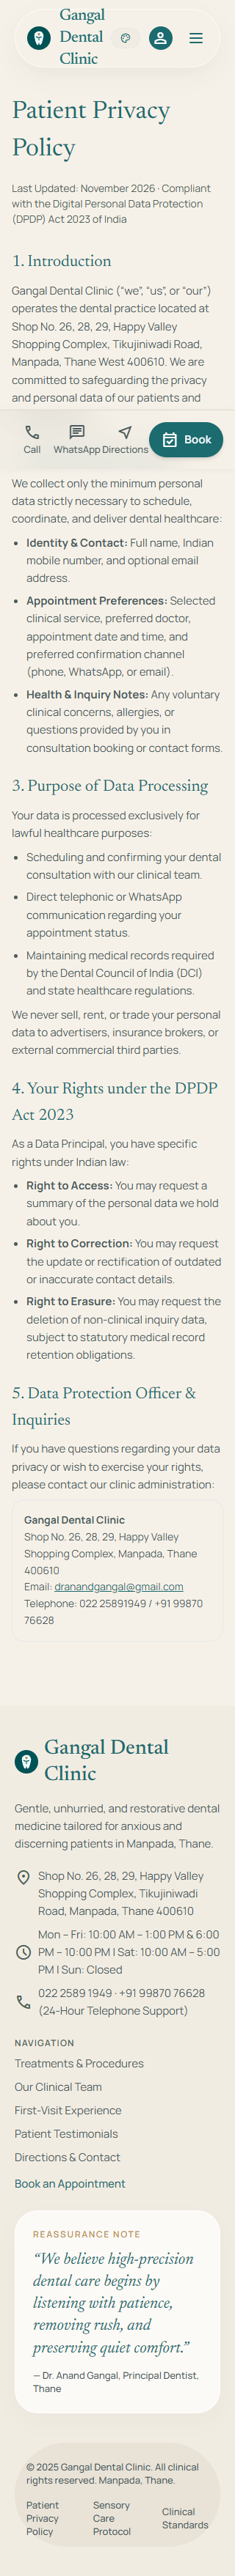 Gangal
Dental
Clinic
Patient Privacy
Policy
Last Updated: November 2026 · Compliant
with the Digital Personal Data Protection
(DPDP) Act 2023 of India
1. Introduction
Gangal Dental Clinic (“we”, “us”, or “our”)
operates the dental practice located at
Shop No. 26, 28, 29, Happy Valley
Shopping Complex, Tikujiniwadi Road,
Manpada, Thane West 400610. We are
committed to safeguarding the privacy
and personal data of our patients and
Call
WhatsApp
Directions
Book
We collect only the minimum personal
data strictly necessary to schedule,
coordinate, and deliver dental healthcare:
• Identity & Contact: Full name, Indian
mobile number, and optional email
address.
• Appointment Preferences: Selected
clinical service, preferred doctor,
appointment date and time, and
preferred confirmation channel
(phone, WhatsApp, or email).
• Health & Inquiry Notes: Any voluntary
clinical concerns, allergies, or
questions provided by you in
consultation booking or contact forms.
3. Purpose of Data Processing
Your data is processed exclusively for
lawful healthcare purposes:
• Scheduling and confirming your dental
consultation with our clinical team.
• Direct telephonic or WhatsApp
communication regarding your
appointment status.
• Maintaining medical records required
by the Dental Council of India (DCI)
and state healthcare regulations.
We never sell, rent, or trade your personal
data to advertisers, insurance brokers, or
external commercial third parties.
4. Your Rights under the DPDP
Act 2023
As a Data Principal, you have specific
rights under Indian law:
• Right to Access: You may request a
summary of the personal data we hold
about you.
• Right to Correction: You may request
the update or rectification of outdated
or inaccurate contact details.
• Right to Erasure: You may request the
deletion of non-clinical inquiry data,
subject to statutory medical record
retention obligations.
5. Data Protection Officer &
Inquiries
If you have questions regarding your data
privacy or wish to exercise your rights,
please contact our clinic administration:
Gangal Dental Clinic
Shop No. 26, 28, 29, Happy Valley
Shopping Complex, Manpada, Thane
400610
Email: dranandgangal@gmail.com
Telephone: 022 25891949 / +91 99870
76628
Gangal Dental
Clinic
Gentle, unhurried, and restorative dental
medicine tailored for anxious and
discerning patients in Manpada, Thane.
Shop No. 26, 28, 29, Happy Valley
Shopping Complex, Tikujiniwadi
Road, Manpada, Thane 400610
Mon – Fri: 10:00 AM – 1:00 PM & 6:00
PM – 10:00 PM | Sat: 10:00 AM – 5:00
PM | Sun: Closed
022 2589 1949 · +91 99870 76628
(24-Hour Telephone Support)
NAVIGATION
Treatments & Procedures
Our Clinical Team
First-Visit Experience
Patient Testimonials
Directions & Contact
Book an Appointment
REASSURANCE NOTE
“We believe high-precision
dental care begins by
listening with patience,
removing rush, and
preserving quiet comfort.”
— Dr. Anand Gangal, Principal Dentist,
Thane
© 2025 Gangal Dental Clinic. All clinical
rights reserved. Manpada, Thane.
Patient
Privacy
Policy
Sensory
Care
Protocol
Clinical
Standards